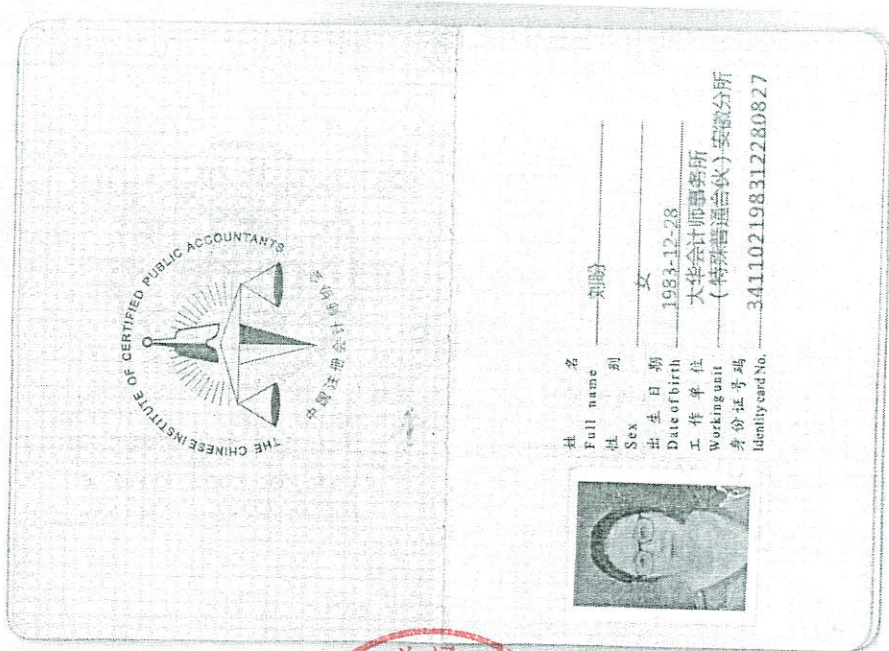 THE CHINESE INSTITUTE OF CERTIFIED PUBLIC ACCOUNTANTS
中国注册会计师协会
姓名 刘盼
Full name
性别 女
Sex
出生日期 1983-12-28
Date of birth
工作单位 大华会计师事务所
Working unit (特殊普通合伙)安徽分所
身份证号码 341102198312280827
Identity card No.